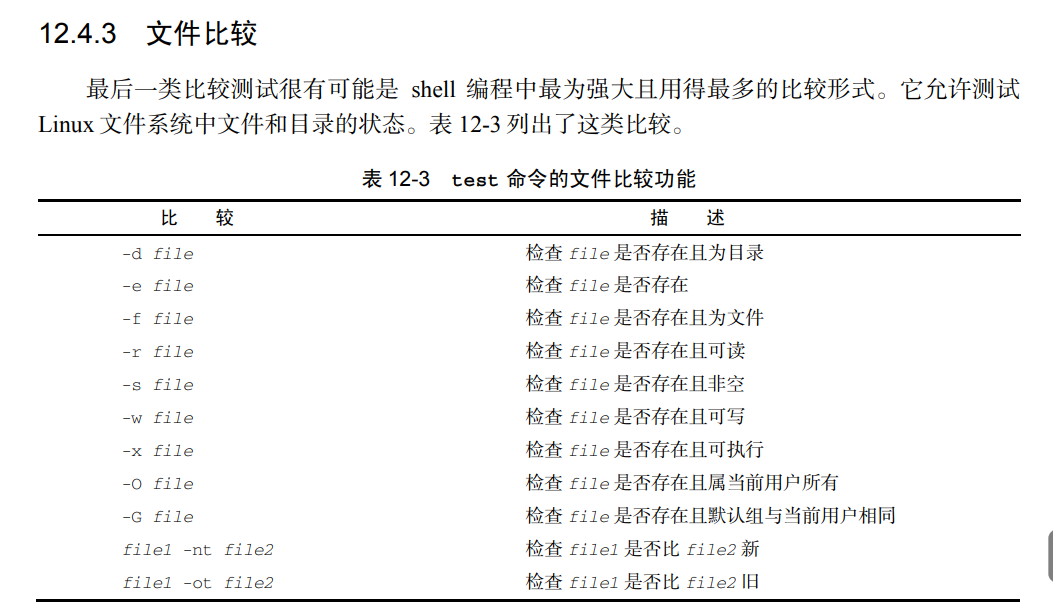 12.4.3 文件比较
最后一类比较测试很有可能是 shell 编程中最为强大且用得最多的比较形式。它允许测试
Linux 文件系统中文件和目录的状态。表 12-3 列出了这类比较。
表 12-3 test 命令的文件比较功能
比 较 描 述
-d file 检查 file 是否存在且为目录
-e file 检查 file 是否存在
-f file 检查 file 是否存在且为文件
-r file 检查 file 是否存在且可读
-s file 检查 file 是否存在且非空
-w file 检查 file 是否存在且可写
-x file 检查 file 是否存在且可执行
-O file 检查 file 是否存在且属当前用户所有
-G file 检查 file 是否存在且默认组与当前用户相同
file1 -nt file2 检查 file1 是否比 file2 新
file1 -ot file2 检查 file1 是否比 file2 旧